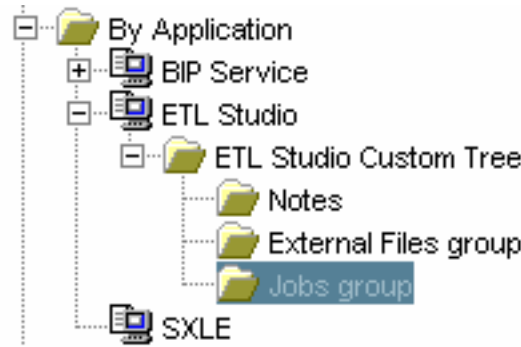 By Application
BIP Service
ETL Studio
ETL Studio Custom Tree
Notes
External Files group
Jobs group
SXLE